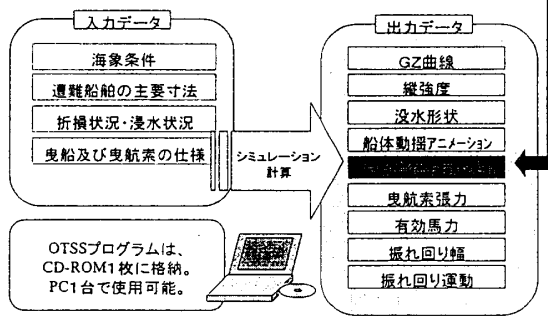 入力データ
海象条件
遭難船舶の主要寸法
折損状況・浸水状況
曳船及び曳航索の仕様
シミュレーション
計算
出力データ
GZ曲線
縦強度
没水形状
船体動揺アニメーション
曳航索張力
有効馬力
振れ回り幅
振れ回り運動
OTSSプログラムは、
CD-ROM1枚に格納。
PC1台で使用可能。